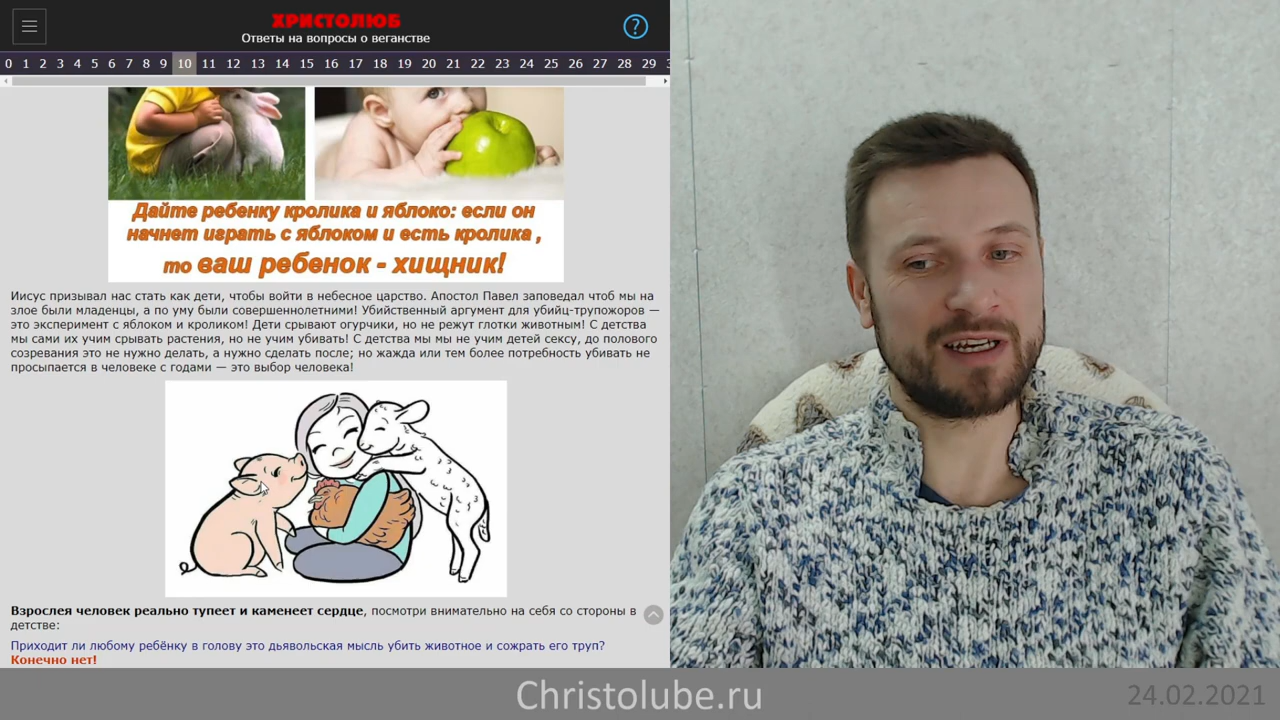 ХРИСТОЛЮБ
Ответы на вопросы о веганстве
?
0 1 2 3 4 5 6 7 8 9 10 11 12 13 14 15 16 17 18 19 20 21 22 23 24 25 26 27 28 29
Дайте ребенку кролика и яблоко: если он
начнет играть с яблоком и есть кролика ,
то ваш ребенок - хищник!
Иисус призывал нас стать как дети, чтобы войти в небесное царство. Апостол Павел заповедал чтоб мы на
злое были младенцы, а по уму были совершеннолетними! Убийственный аргумент для убийц-трупожоров —
это эксперимент с яблоком и кроликом! Дети срывают огурчики, но не режут глотки животным! С детства
мы сами их учим срывать растения, но не учим убивать! С детства мы мы не учим детей сексу, до полового
созревания это не нужно делать, а нужно сделать после; но жажда или тем более потребность убивать не
просыпается в человеке с годами — это выбор человека!
Взрослея человек реально тупеет и каменеет сердце, посмотри внимательно на себя со стороны в
детстве:
Приходит ли любому ребёнку в голову это дьявольская мысль убить животное и сожрать его труп?
Конечно нет!
Christolube.ru
24.02.2021